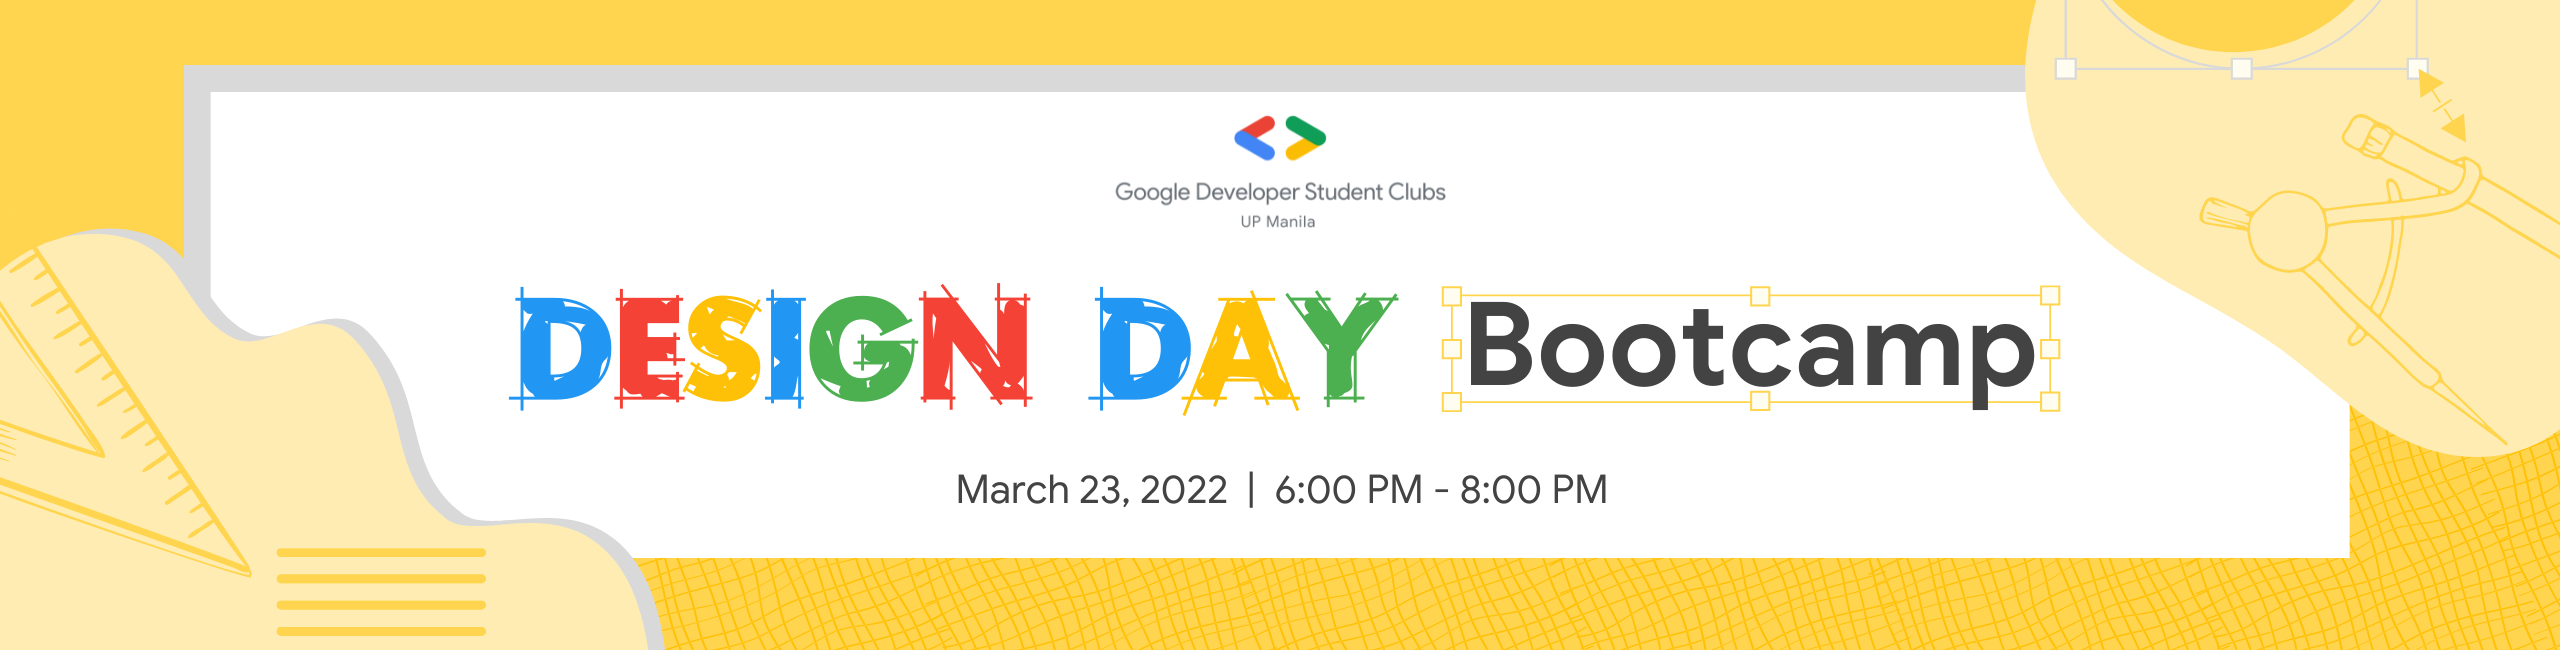 Google Developer Student Clubs
UP Manila
DESIGN DAY Bootcamp
March 23, 2022 | 6:00 PM - 8:00 PM